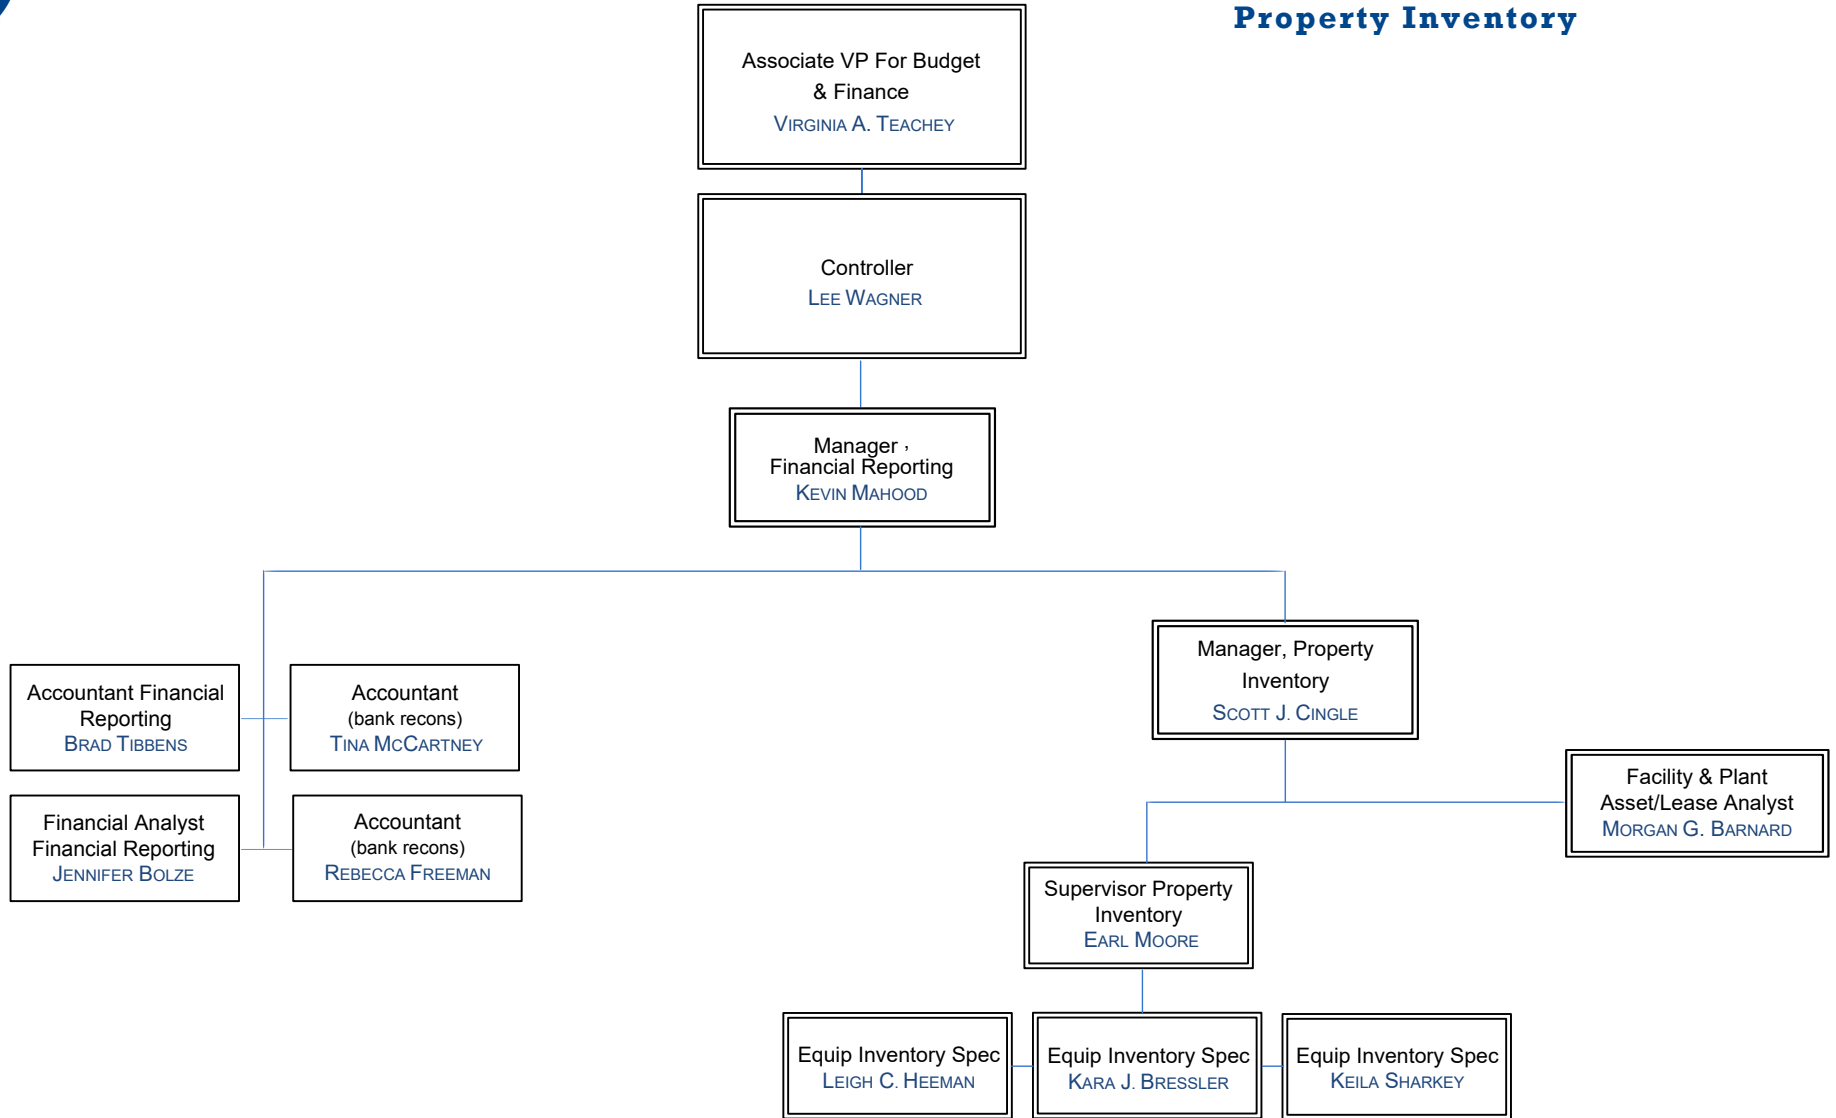 Property Inventory
Associate VP For Budget
& Finance
VIRGINIA A. TEACHEY
Controller
LEE WAGNER
Manager ,
Financial Reporting
KEVIN MAHOOD
Manager, Property
Inventory
SCOTT J. CINGLE
Accountant Financial
Reporting
BRAD TIBBENS
Accountant
(bank recons)
TINA MCCARTNEY
Facility & Plant
Asset/Lease Analyst
MORGAN G. BARNARD
Financial Analyst
Financial Reporting
JENNIFER BOLZE
Accountant
(bank recons)
REBECCA FREEMAN
Supervisor Property
Inventory
EARL MOORE
Equip Inventory Spec
LEIGH C. HEEMAN
Equip Inventory Spec
KARA J. BRESSLER
Equip Inventory Spec
KEILA SHARKEY